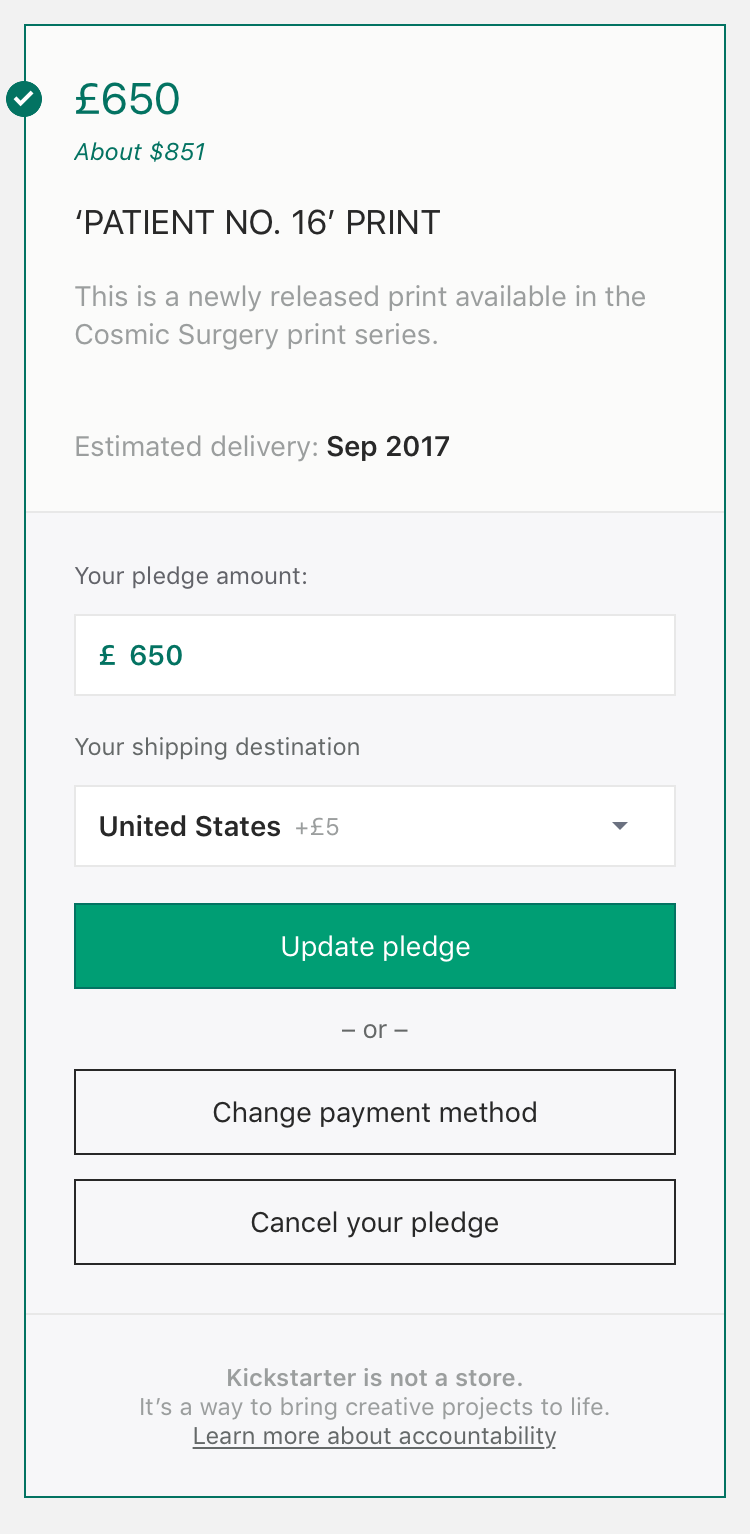 £650
About $851
‘PATIENT NO. 16’ PRINT
This is a newly released print available in the
Cosmic Surgery print series.
Estimated delivery: Sep 2017
Your pledge amount:
£ 650
Your shipping destination
United States +£5
Update pledge
– or –
Change payment method
Cancel your pledge
Kickstarter is not a store.
It’s a way to bring creative projects to life.
Learn more about accountability